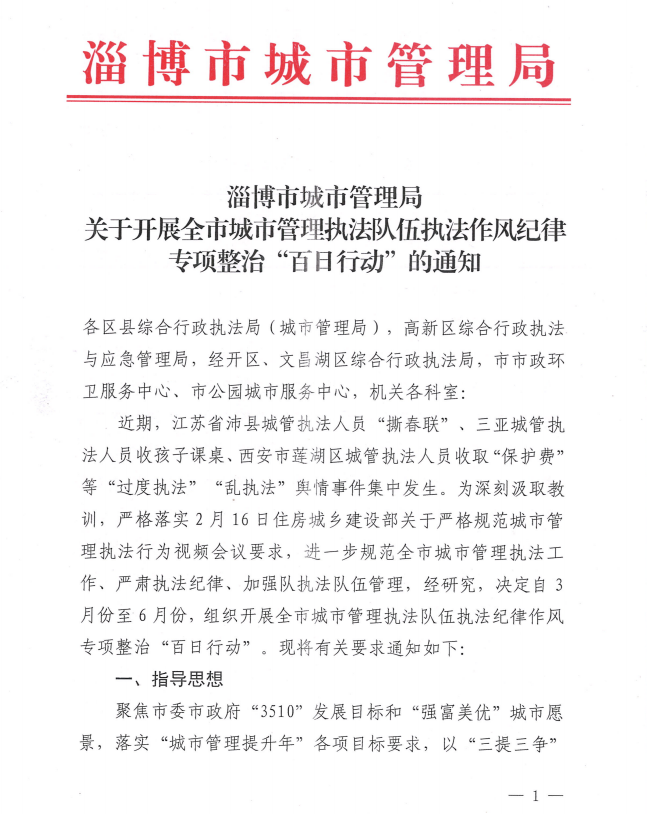 淄博市城市管理局
淄博市城市管理局
关于开展全市城市管理执法队伍执法作风纪律
专项整治“百日行动”的通知
各区县综合行政执法局（城市管理局），高新区综合行政执法
与应急管理局，经开区、文昌湖区综合行政执法局，市市政环
卫服务中心、市公园城市服务中心，机关各科室：
近期，江苏省沛县城管执法人员“撕春联”、三亚城管执
法人员收孩子课桌、西安市莲湖区城管执法人员收取“保护费”
等“过度执法”“乱执法”舆情事件集中发生。为深刻汲取教
训，严格落实2月16日住房城乡建设部关于严格规范城市管
理执法行为视频会议要求，进一步规范全市城市管理执法工
作、严肃执法纪律、加强队执法队伍管理，经研究，决定自3
月份至6月份，组织开展全市城市管理执法队伍执法纪律作风
专项整治“百日行动”。现将有关要求通知如下：
一、指导思想
聚焦市委市政府“3510”发展目标和“强富美优”城市愿
景，落实“城市管理提升年”各项目标要求，以“三提三争”
— 1 —